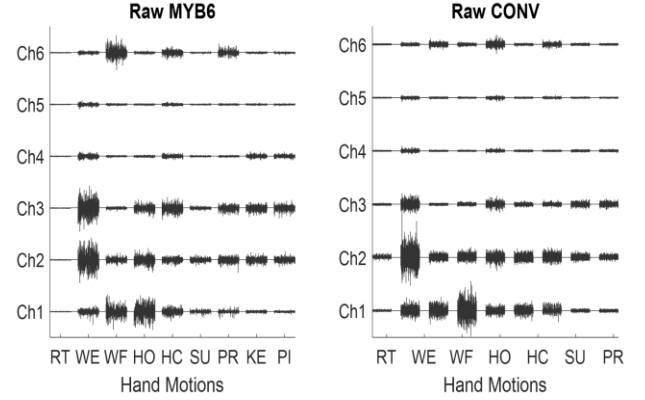 Raw MYB6
Ch6
Ch5
Ch4
Ch3
Ch2
Ch1
RT WE WF HO HC SU PR KE PI
Hand Motions
Raw CONV
Ch6
Ch5
Ch4
Ch3
Ch2
Ch1
RT WE WF HO HC SU PR
Hand Motions